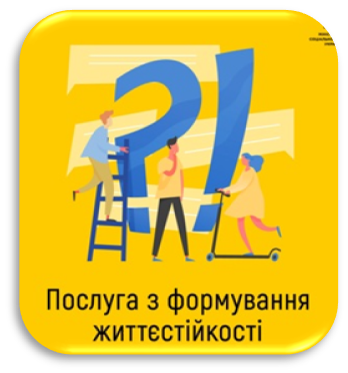 ?!
Послуга з формування
життєстійкості